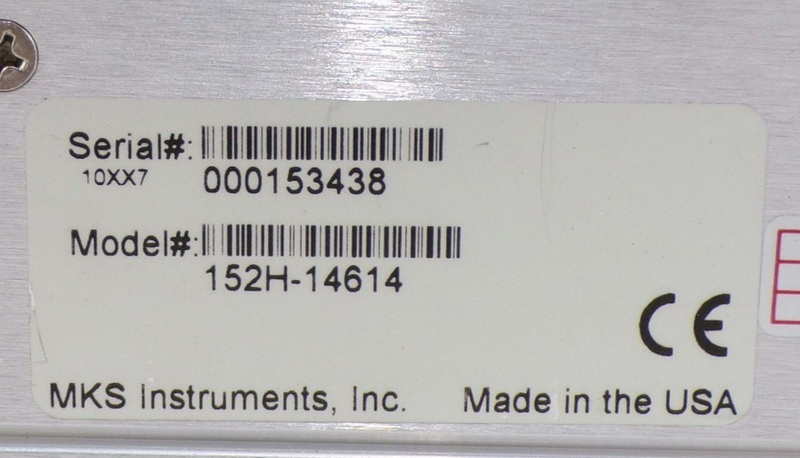 Serial#:
10XX7 000153438
Model#:
152H-14614
CE
MKS Instruments, Inc. Made in the USA